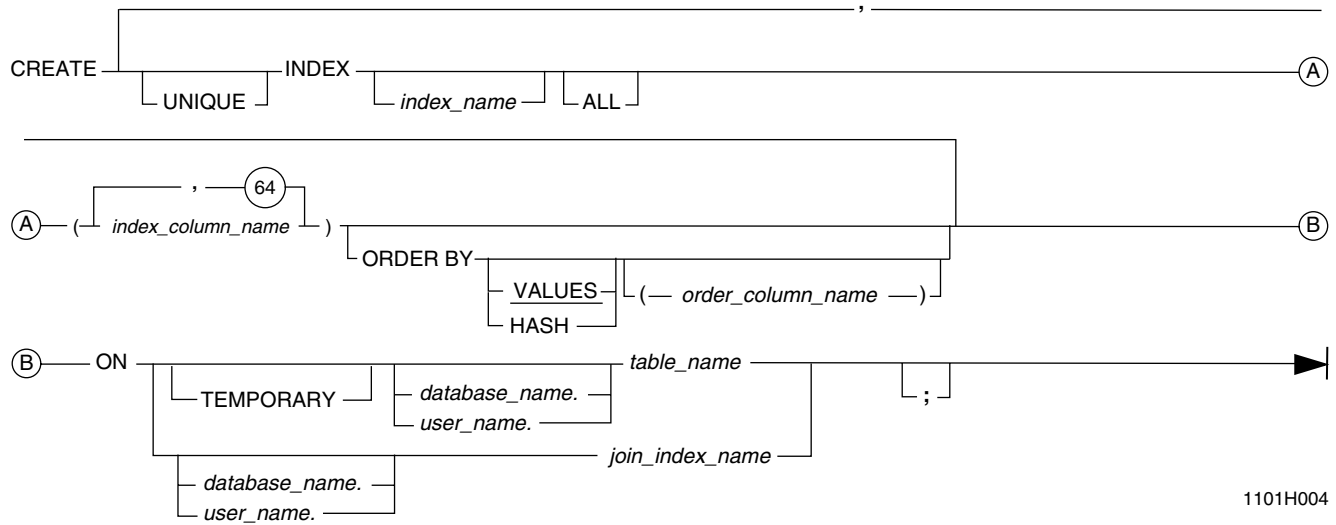 ,
CREATE INDEX A
UNIQUE index_name ALL
, 64
A ( index_column_name ) B
ORDER BY
VALUES ( order_column_name )
HASH
B ON table_name
TEMPORARY database_name. ;
user_name.
join_index_name
database_name.
user_name.
1101H004